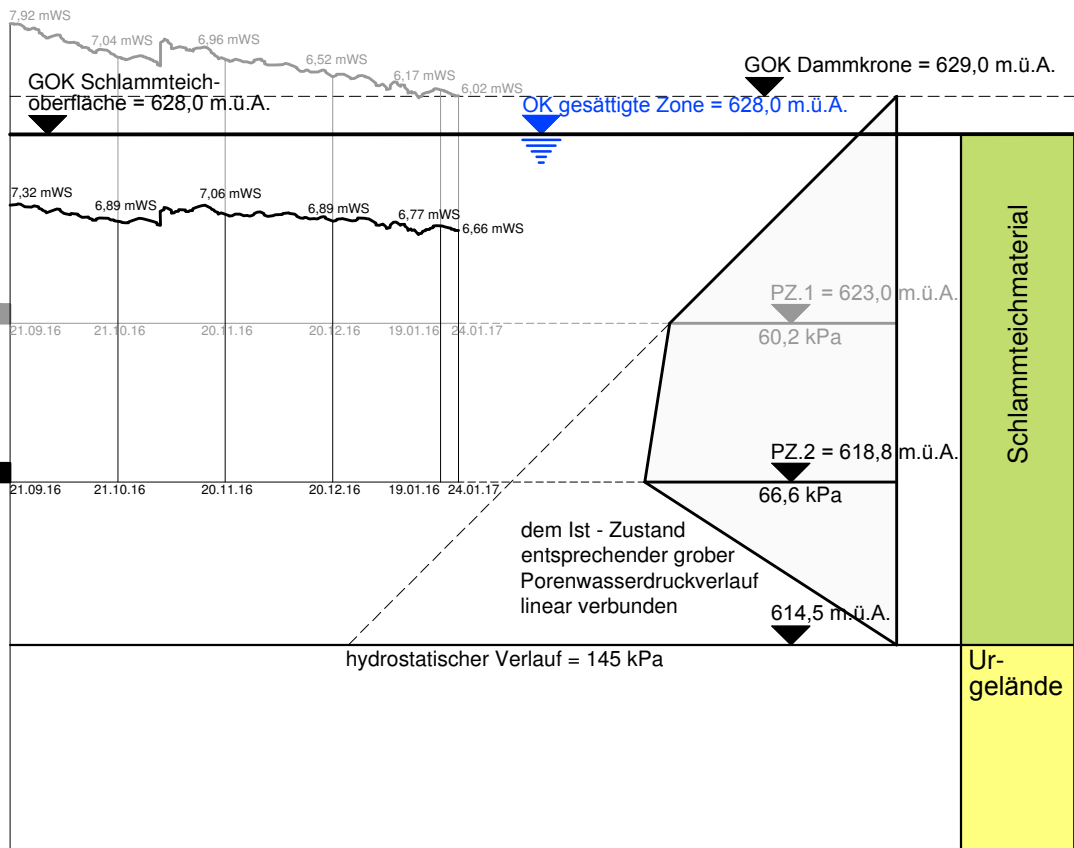 7,92 mWS
7,04 mWS
6,96 mWS
6,52 mWS
6,17 mWS
6,02 mWS
GOK Schlammteich-
oberfläche = 628,0 m.ü.A.
GOK Dammkrone = 629,0 m.ü.A.
OK gesättigte Zone = 628,0 m.ü.A.
7,32 mWS
6,89 mWS
7,06 mWS
6,89 mWS
6,77 mWS
6,66 mWS
PZ.1 = 623,0 m.ü.A.
60,2 kPa
21.09.16
21.10.16
20.11.16
20.12.16
19.01.16
24.01.17
PZ.2 = 618,8 m.ü.A.
66,6 kPa
21.09.16
21.10.16
20.11.16
20.12.16
19.01.16
24.01.17
dem Ist - Zustand
entsprechender grober
Porenwasserdruckverlauf
linear verbunden
614,5 m.ü.A.
hydrostatischer Verlauf = 145 kPa
Schlammteichmaterial
Ur-
gelände